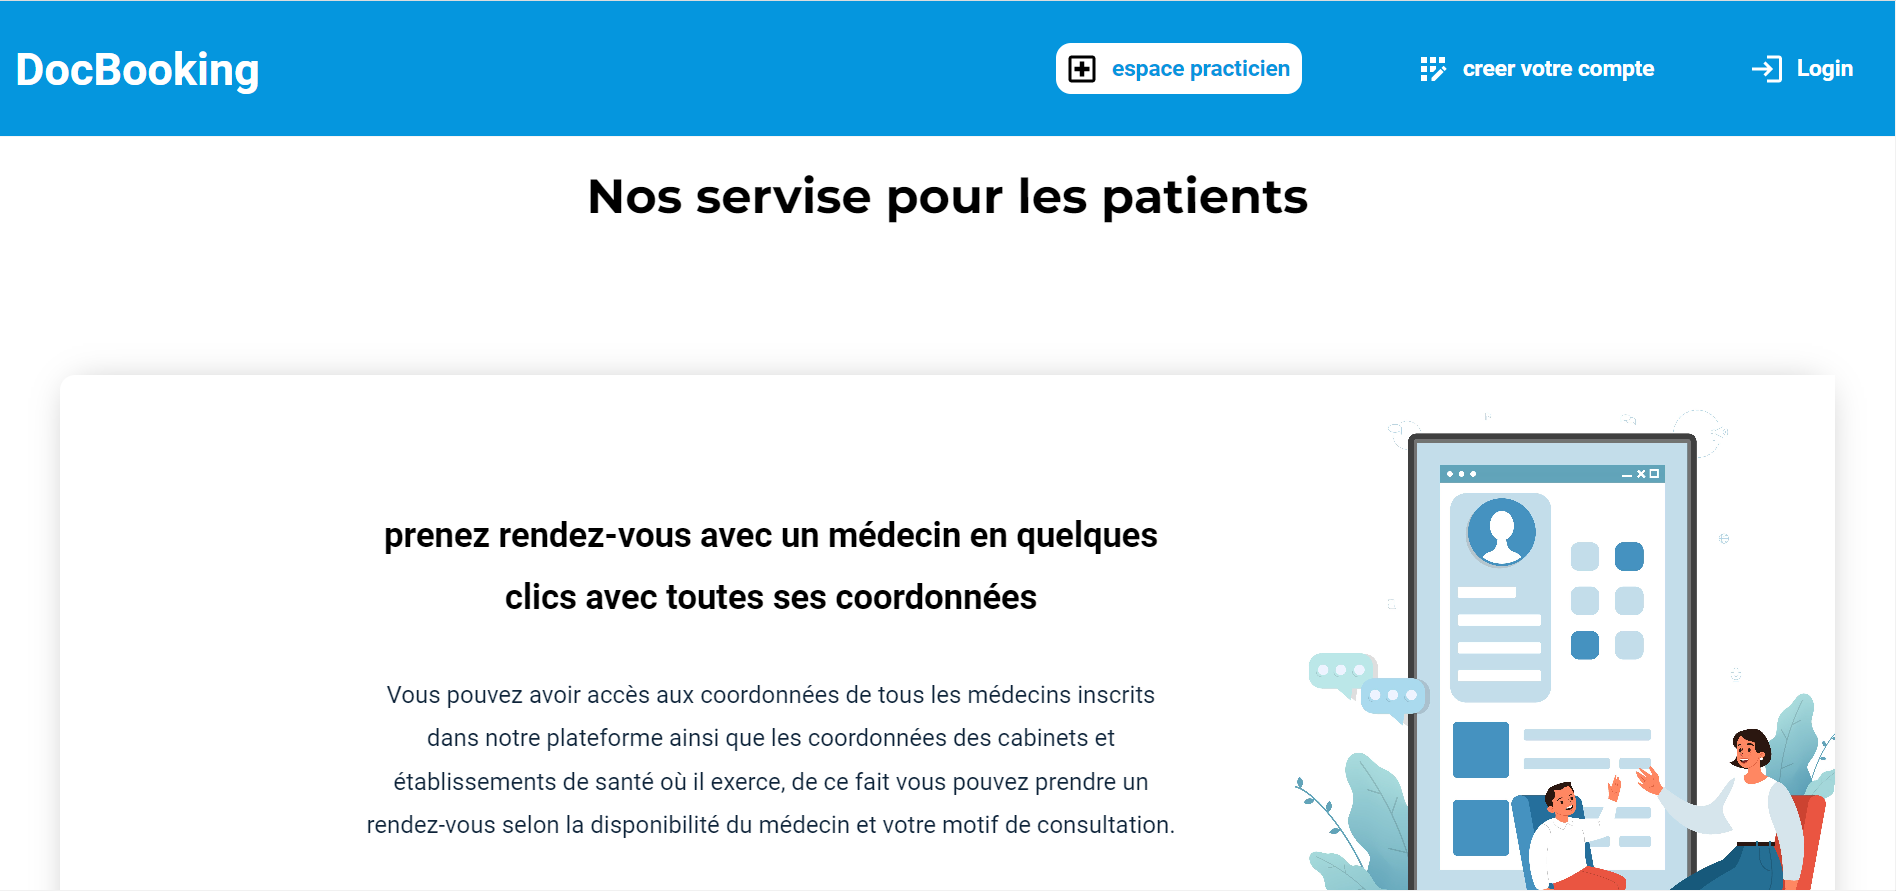 DocBooking
espace practicien
creer votre compte
Login
Nos servise pour les patients
prenez rendez-vous avec un médecin en quelques
clics avec toutes ses coordonnées
Vous pouvez avoir accès aux coordonnées de tous les médecins inscrits
dans notre plateforme ainsi que les coordonnées des cabinets et
établissements de santé où il exerce, de ce fait vous pouvez prendre un
rendez-vous selon la disponibilité du médecin et votre motif de consultation.